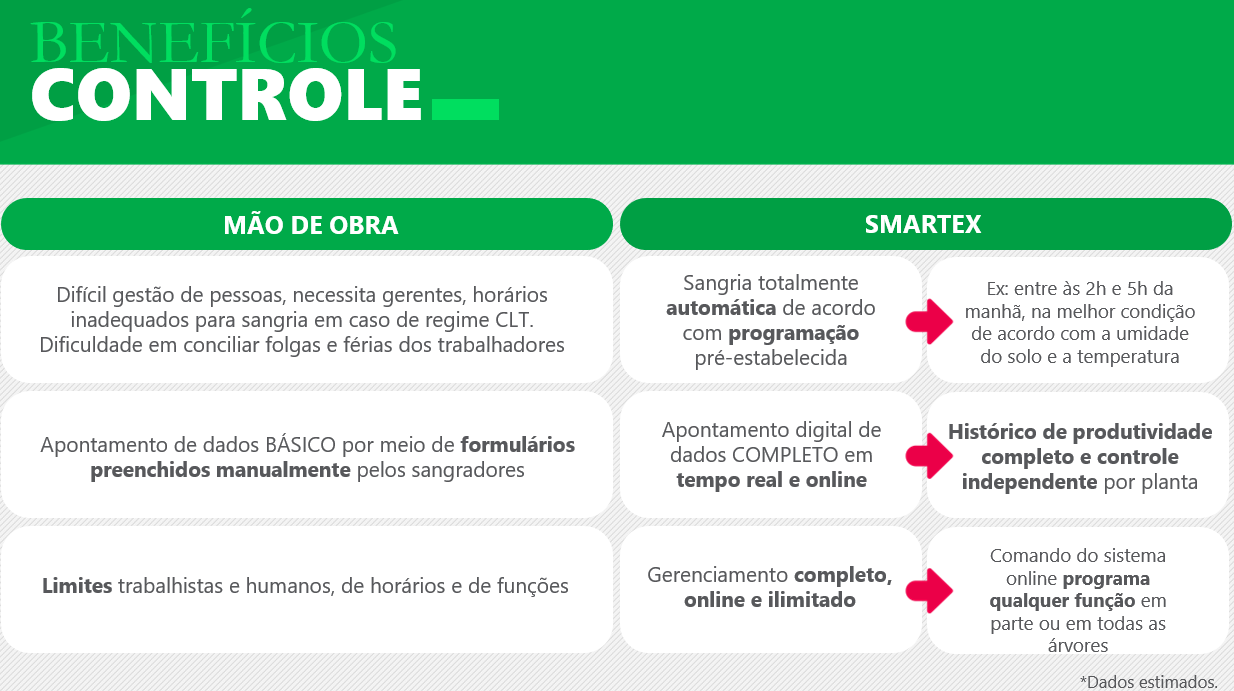 BENEFÍCIOS
CONTROLE
MÃO DE OBRA
SMARTEX
Difícil gestão de pessoas, necessita gerentes, horários
inadequados para sangria em caso de regime CLT.
Dificuldade em conciliar folgas e férias dos trabalhadores
Sangria totalmente
automática de acordo
com programação
pré-estabelecida
Ex: entre às 2h e 5h da
manhã, na melhor condição
de acordo com a umidade
do solo e a temperatura
Apontamento de dados BÁSICO por meio de formulários
preenchidos manualmente pelos sangradores
Apontamento digital de
dados COMPLETO em
tempo real e online
Histórico de produtividade
completo e controle
independente por planta
Limites trabalhistas e humanos, de horários e de funções
Gerenciamento completo,
online e ilimitado
Comando do sistema
online programa
qualquer função em
parte ou em todas as
árvores
*Dados estimados.